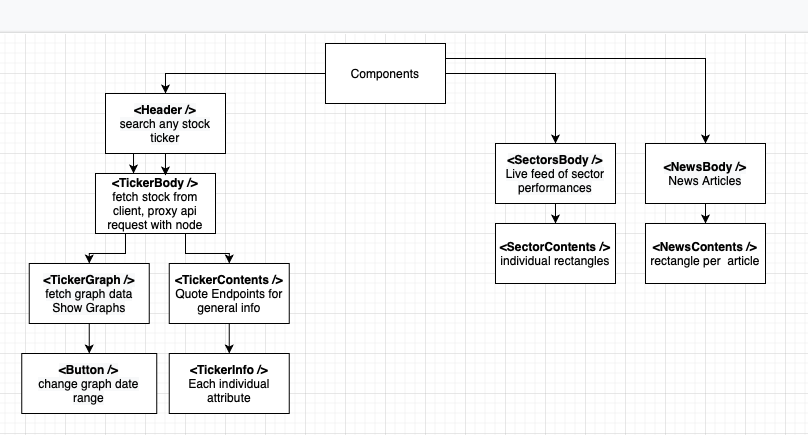 Components
<Header />
search any stock
ticker
<TickerBody />
fetch stock from
client, proxy api
request with node
<TickerGraph />
fetch graph data
Show Graphs
<TickerContents />
Quote Endpoints for
general info
<Button />
change graph date
range
<TickerInfo />
Each individual
attribute
<SectorsBody />
Live feed of sector
performances
<SectorContents />
individual rectangles
<NewsBody />
News Articles
<NewsContents />
rectangle per article